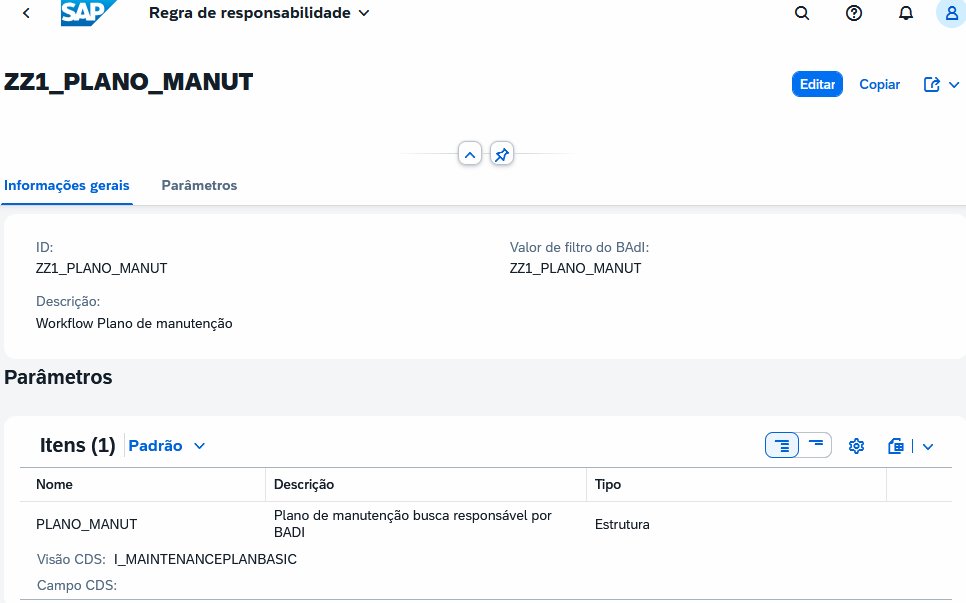 SAP
Regra de responsabilidade
ZZ1_PLANO_MANUT
Editar
Copiar
Informações gerais
Parâmetros
ID:
ZZ1_PLANO_MANUT
Valor de filtro do BAdI:
ZZ1_PLANO_MANUT
Descrição:
Workflow Plano de manutenção
Parâmetros
Itens (1)
Padrão
Nome
Descrição
Tipo
PLANO_MANUT
Plano de manutenção busca responsável por
BADI
Estrutura
Visão CDS: I_MAINTENANCEPLANBASIC
Campo CDS: